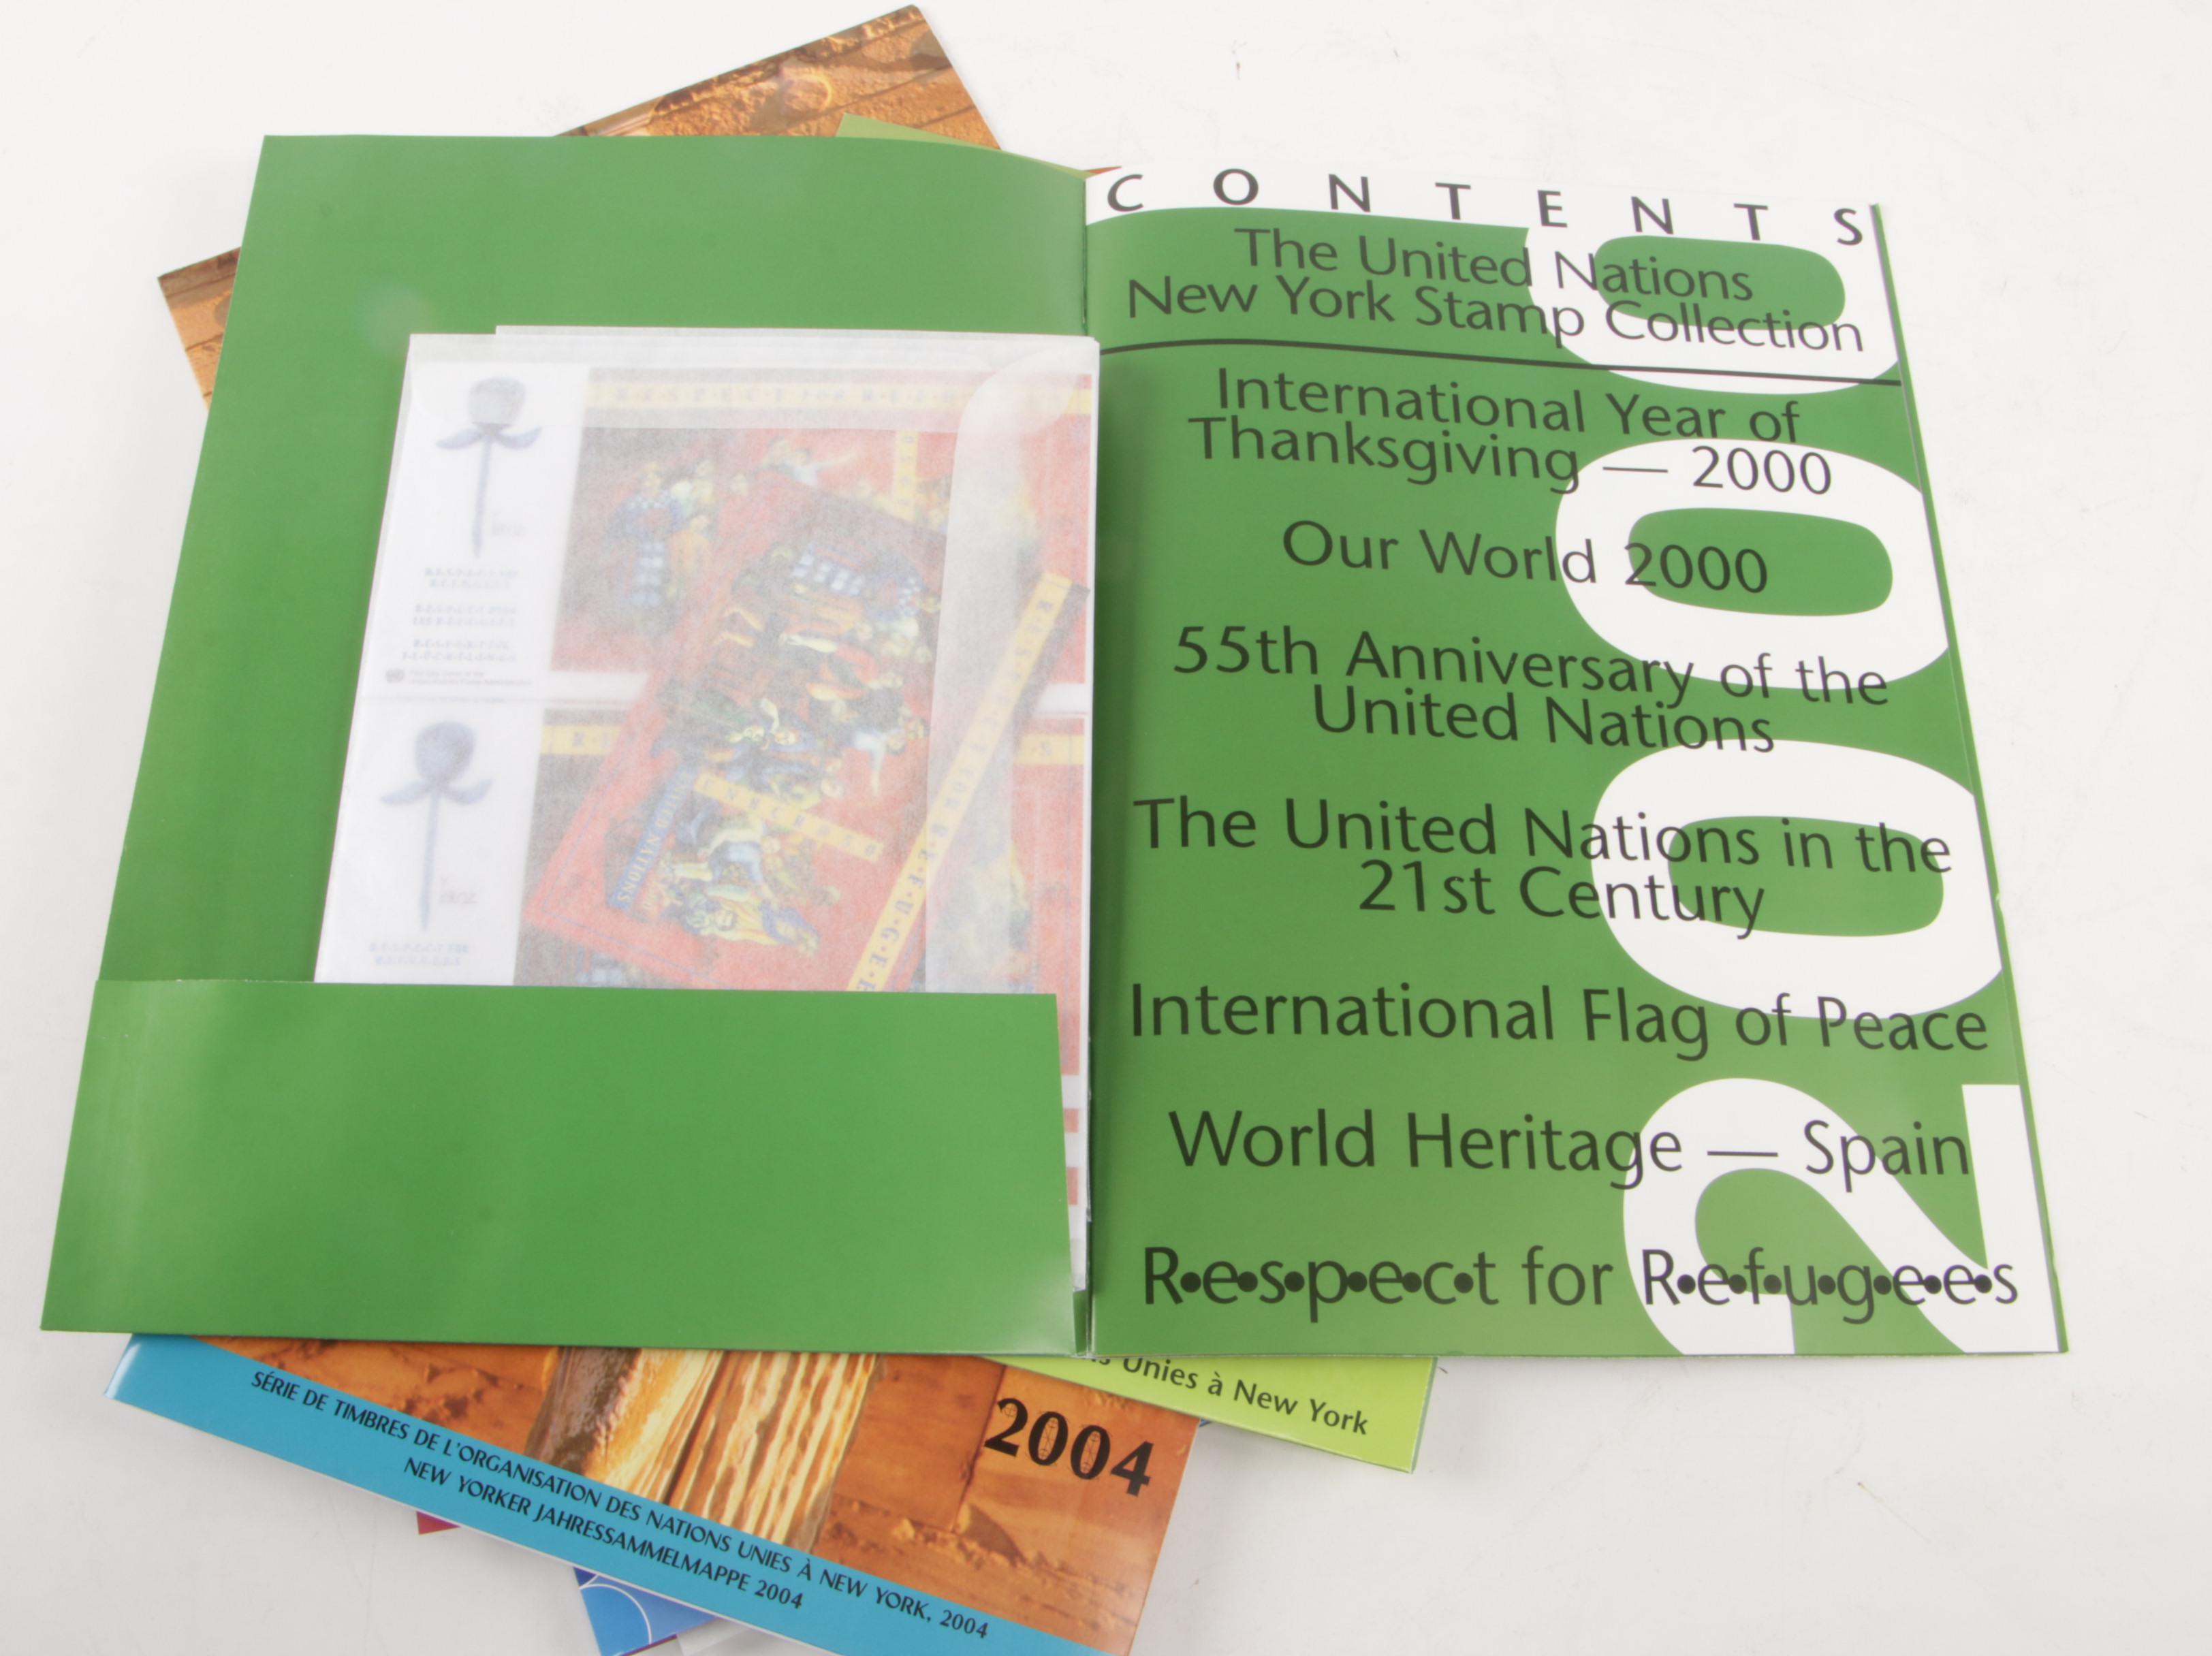 C O N T E N T S
The United Nations
New York Stamp Collection
International Year of
Thanksgiving — 2000
Our World 2000
55th Anniversary of the
United Nations
The United Nations in the
21st Century
International Flag of Peace
World Heritage — Spain
R•e•s•p•e•c•t for R•e•f•u•g•e•e•s
2000
UNITED NATIONS
R•E•F•U•G•E•E
Unies à New York
2004
SÉRIE DE TIMBRES DE L'ORGANISATION DES NATIONS UNIES À NEW YORK, 2004
NEW YORKER JAHRESSAMMELMAPPE 2004